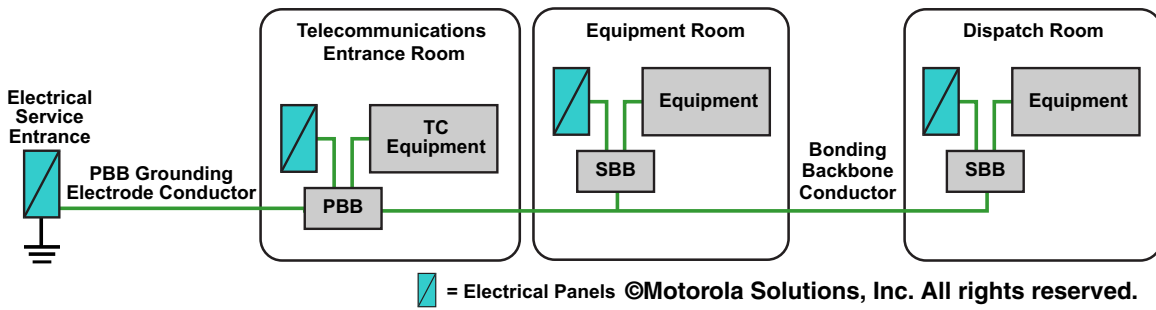 Telecommunications
Entrance Room
Equipment Room
Dispatch Room
Electrical
Service
Entrance
TC
Equipment
Equipment
Equipment
PBB Grounding
Electrode Conductor
PBB
SBB
Bonding
Backbone
Conductor
SBB
= Electrical Panels
©Motorola Solutions, Inc. All rights reserved.